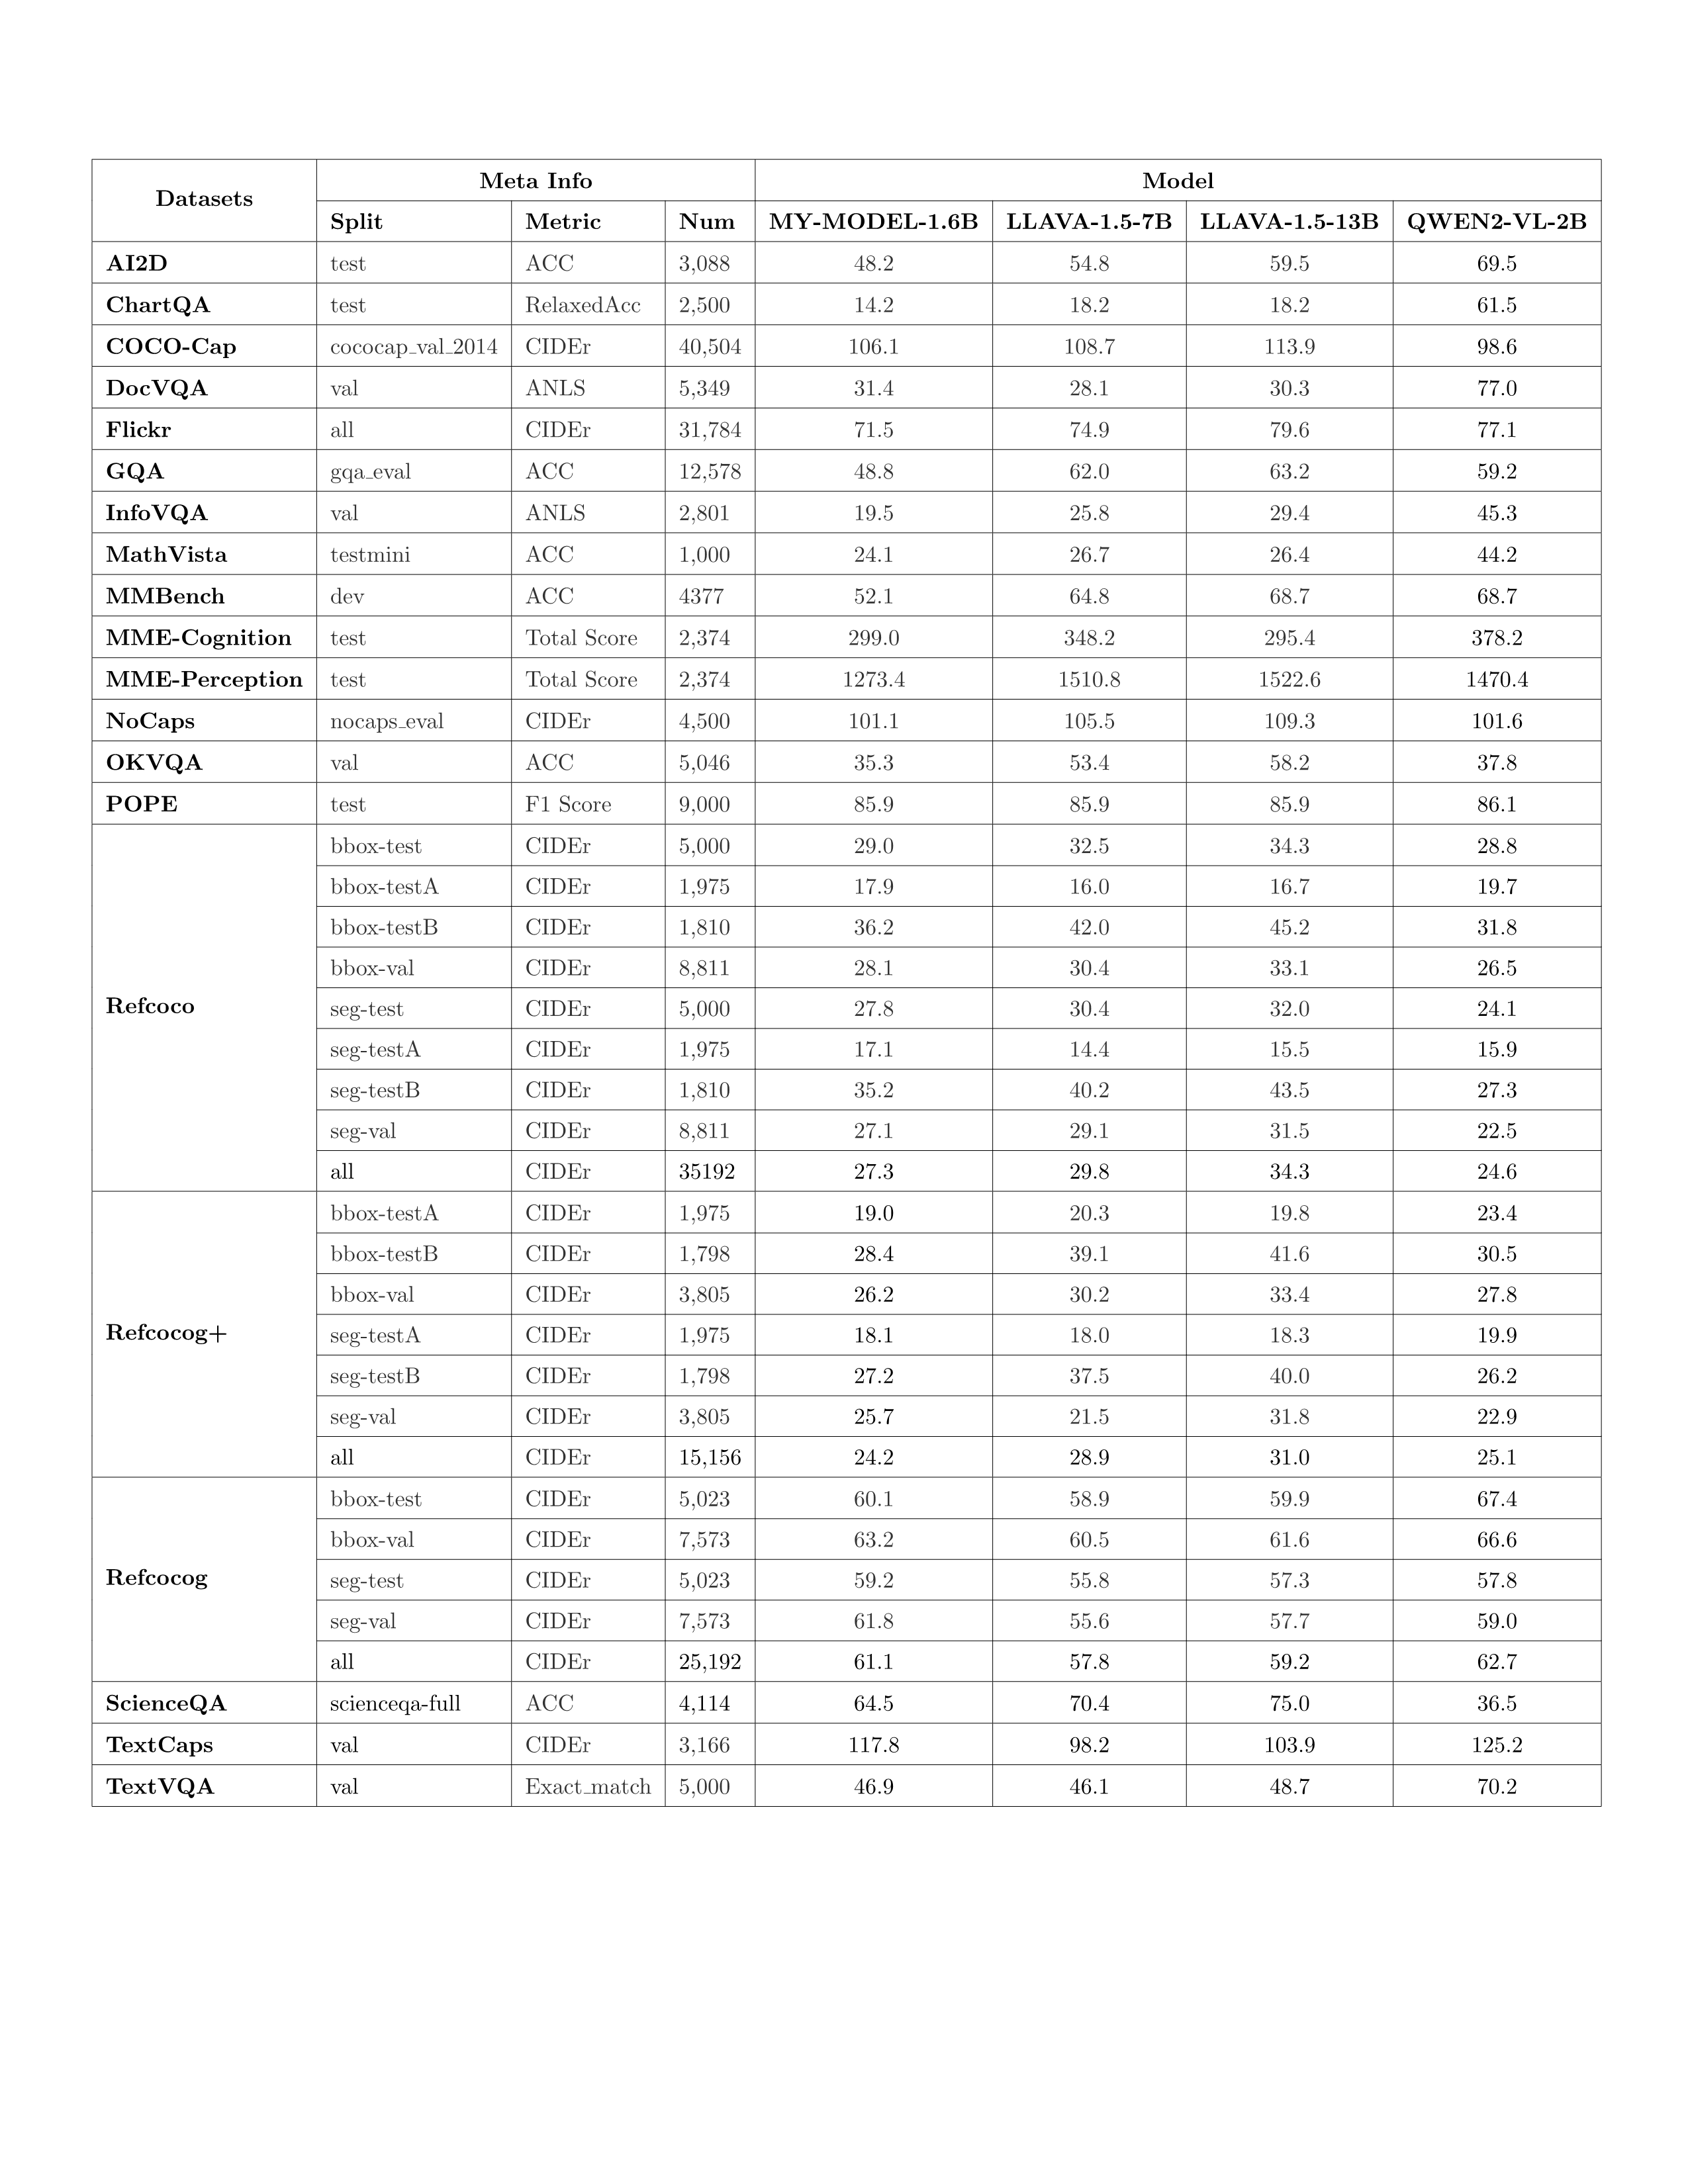 Datasets Meta Info Model
Split Metric Num MY-MODEL-1.6B LLAVA-1.5-7B LLAVA-1.5-13B QWEN2-VL-2B
AI2D test ACC 3,088 48.2 54.8 59.5 69.5
ChartQA test RelaxedAcc 2,500 14.2 18.2 18.2 61.5
COCO-Cap cococap_val_2014 CIDEr 40,504 106.1 108.7 113.9 98.6
DocVQA val ANLS 5,349 31.4 28.1 30.3 77.0
Flickr all CIDEr 31,784 71.5 74.9 79.6 77.1
GQA gqa_eval ACC 12,578 48.8 62.0 63.2 59.2
InfoVQA val ANLS 2,801 19.5 25.8 29.4 45.3
MathVista testmini ACC 1,000 24.1 26.7 26.4 44.2
MMBench dev ACC 4377 52.1 64.8 68.7 68.7
MME-Cognition test Total Score 2,374 299.0 348.2 295.4 378.2
MME-Perception test Total Score 2,374 1273.4 1510.8 1522.6 1470.4
NoCaps nocaps_eval CIDEr 4,500 101.1 105.5 109.3 101.6
OKVQA val ACC 5,046 35.3 53.4 58.2 37.8
POPE test F1 Score 9,000 85.9 85.9 85.9 86.1
Refcoco bbox-test CIDEr 5,000 29.0 32.5 34.3 28.8
bbox-testA CIDEr 1,975 17.9 16.0 16.7 19.7
bbox-testB CIDEr 1,810 36.2 42.0 45.2 31.8
bbox-val CIDEr 8,811 28.1 30.4 33.1 26.5
seg-test CIDEr 5,000 27.8 30.4 32.0 24.1
seg-testA CIDEr 1,975 17.1 14.4 15.5 15.9
seg-testB CIDEr 1,810 35.2 40.2 43.5 27.3
seg-val CIDEr 8,811 27.1 29.1 31.5 22.5
all CIDEr 35192 27.3 29.8 34.3 24.6
Refcocog+ bbox-testA CIDEr 1,975 19.0 20.3 19.8 23.4
bbox-testB CIDEr 1,798 28.4 39.1 41.6 30.5
bbox-val CIDEr 3,805 26.2 30.2 33.4 27.8
seg-testA CIDEr 1,975 18.1 18.0 18.3 19.9
seg-testB CIDEr 1,798 27.2 37.5 40.0 26.2
seg-val CIDEr 3,805 25.7 21.5 31.8 22.9
all CIDEr 15,156 24.2 28.9 31.0 25.1
Refcocog bbox-test CIDEr 5,023 60.1 58.9 59.9 67.4
bbox-val CIDEr 7,573 63.2 60.5 61.6 66.6
seg-test CIDEr 5,023 59.2 55.8 57.3 57.8
seg-val CIDEr 7,573 61.8 55.6 57.7 59.0
all CIDEr 25,192 61.1 57.8 59.2 62.7
ScienceQA scienceqa-full ACC 4,114 64.5 70.4 75.0 36.5
TextCaps val CIDEr 3,166 117.8 98.2 103.9 125.2
TextVQA val Exact_match 5,000 46.9 46.1 48.7 70.2